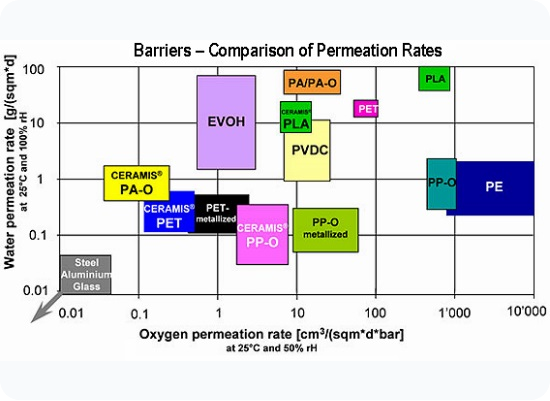 Barriers – Comparison of Permeation Rates
Water permeation rate [g/(sqm*d)]
at 25°C and 100% rH
100
10
1
0.1
0.01
EVOH
PA/PA-O
PLA
PET
CERAMIS®
PLA
PVDC
CERAMIS®
PA-O
PP-O
PE
CERAMIS®
PET
PET-
metallized
CERAMIS®
PP-O
PP-O
metallized
Steel
Aluminium
Glass
0.01
0.1
1
10
100
1'000
10'000
Oxygen permeation rate [cm³/(sqm*d*bar)]
at 25°C and 50% rH